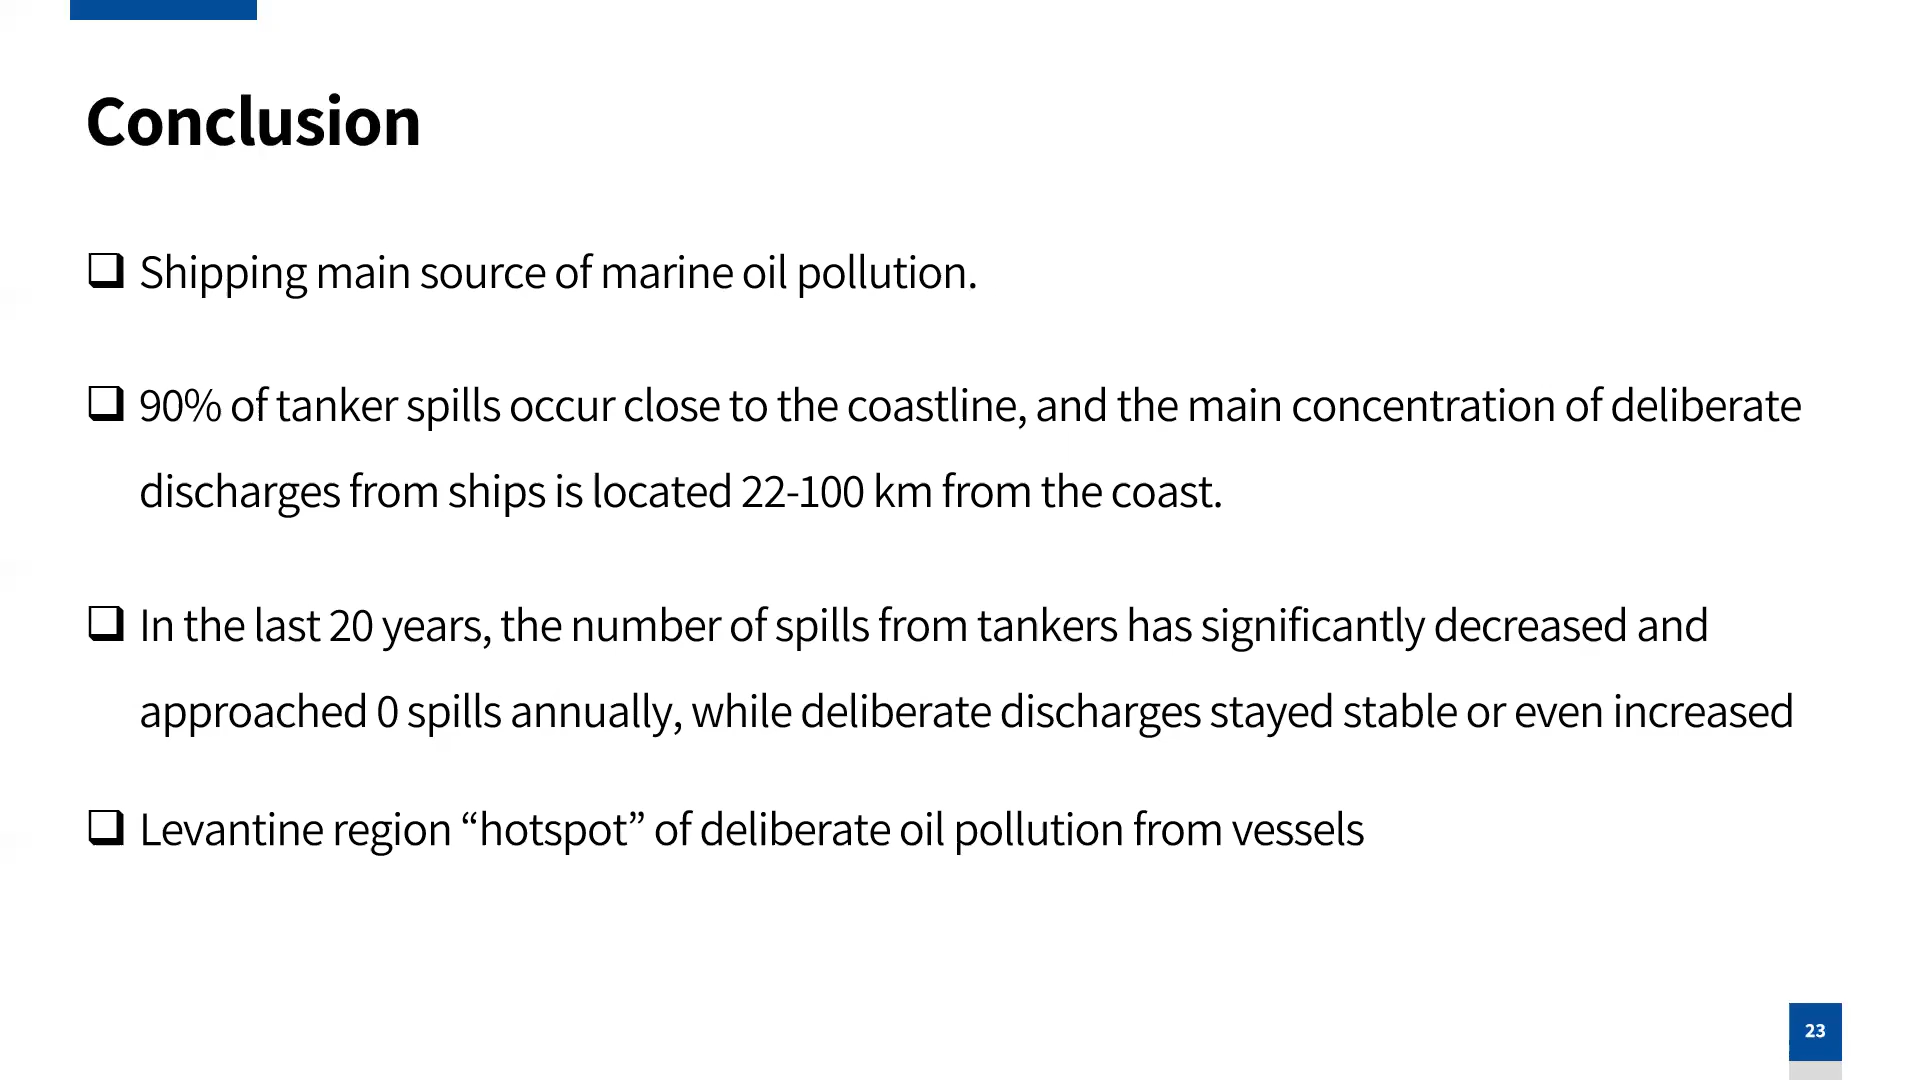 Conclusion
Shipping main source of marine oil pollution.
90% of tanker spills occur close to the coastline, and the main concentration of deliberate
discharges from ships is located 22-100 km from the coast.
In the last 20 years, the number of spills from tankers has significantly decreased and
approached 0 spills annually, while deliberate discharges stayed stable or even increased
Levantine region “hotspot” of deliberate oil pollution from vessels
23